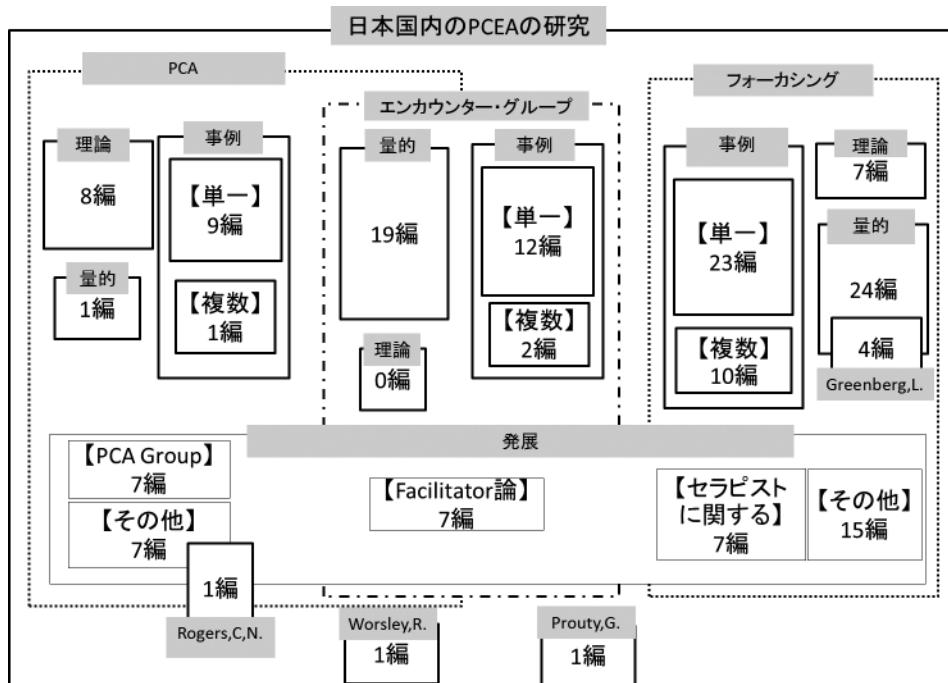 日本国内のPCEAの研究
PCA
理論
8編
量的
1編
事例
【単一】
9編
【複数】
1編
エンカウンター・グループ
量的
19編
理論
0編
事例
【単一】
12編
【複数】
2編
フォーカシング
事例
【単一】
23編
【複数】
10編
理論
7編
量的
24編
4編
Greenberg,L.
発展
【PCA Group】
7編
【その他】
7編
1編
Rogers,C,N.
【Facilitator論】
7編
【セラピスト
に関する】
7編
【その他】
15編
Worsley,R.
1編
Prouty,G.
1編